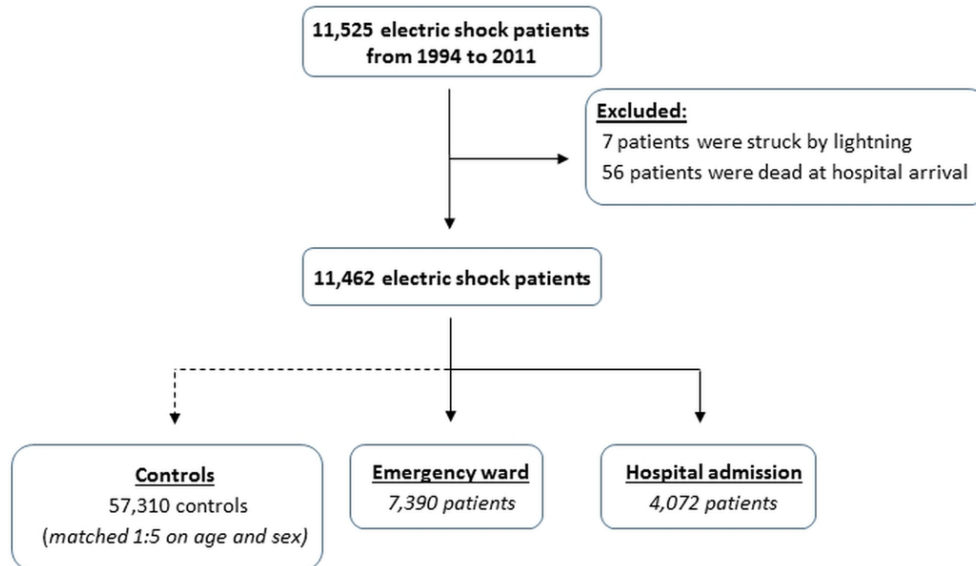 11,525 electric shock patients
from 1994 to 2011
Excluded:
7 patients were struck by lightning
56 patients were dead at hospital arrival
11,462 electric shock patients
Controls
57,310 controls
(matched 1:5 on age and sex)
Emergency ward
7,390 patients
Hospital admission
4,072 patients